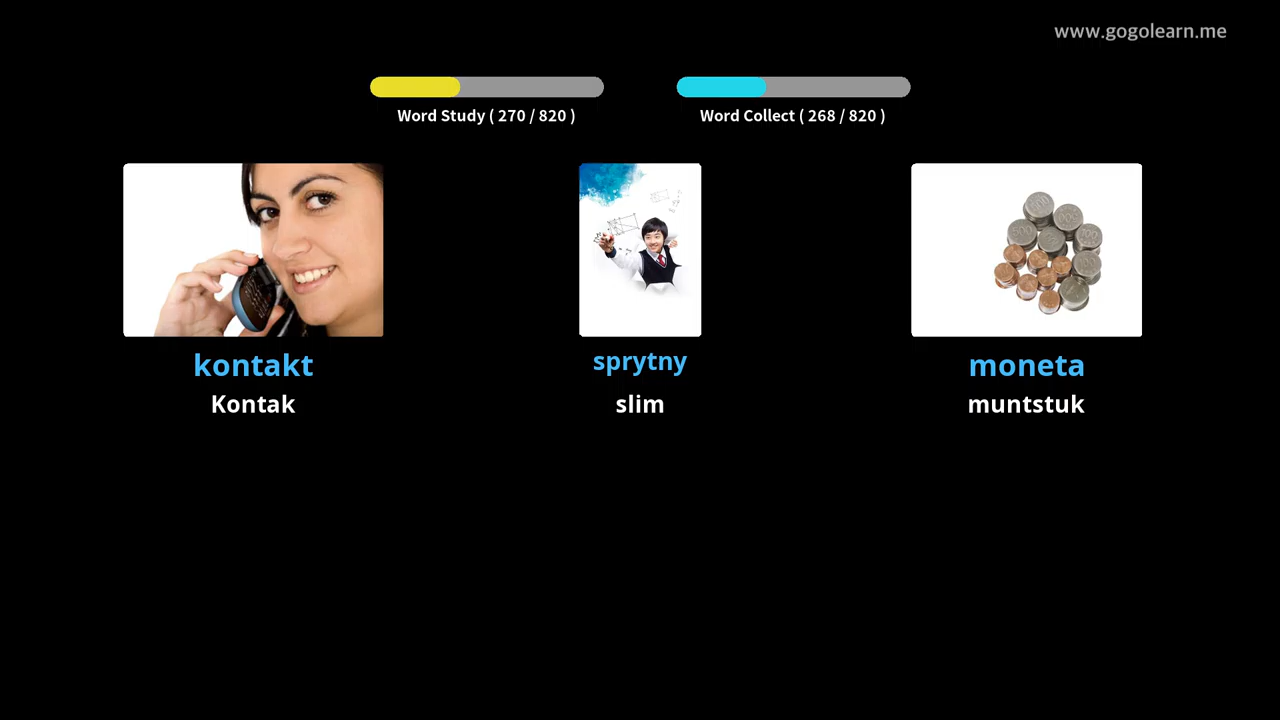 www.gogolearn.me
Word Study ( 270 / 820 )
Word Collect ( 268 / 820 )
kontakt
Kontak
sprytny
slim
moneta
muntstuk